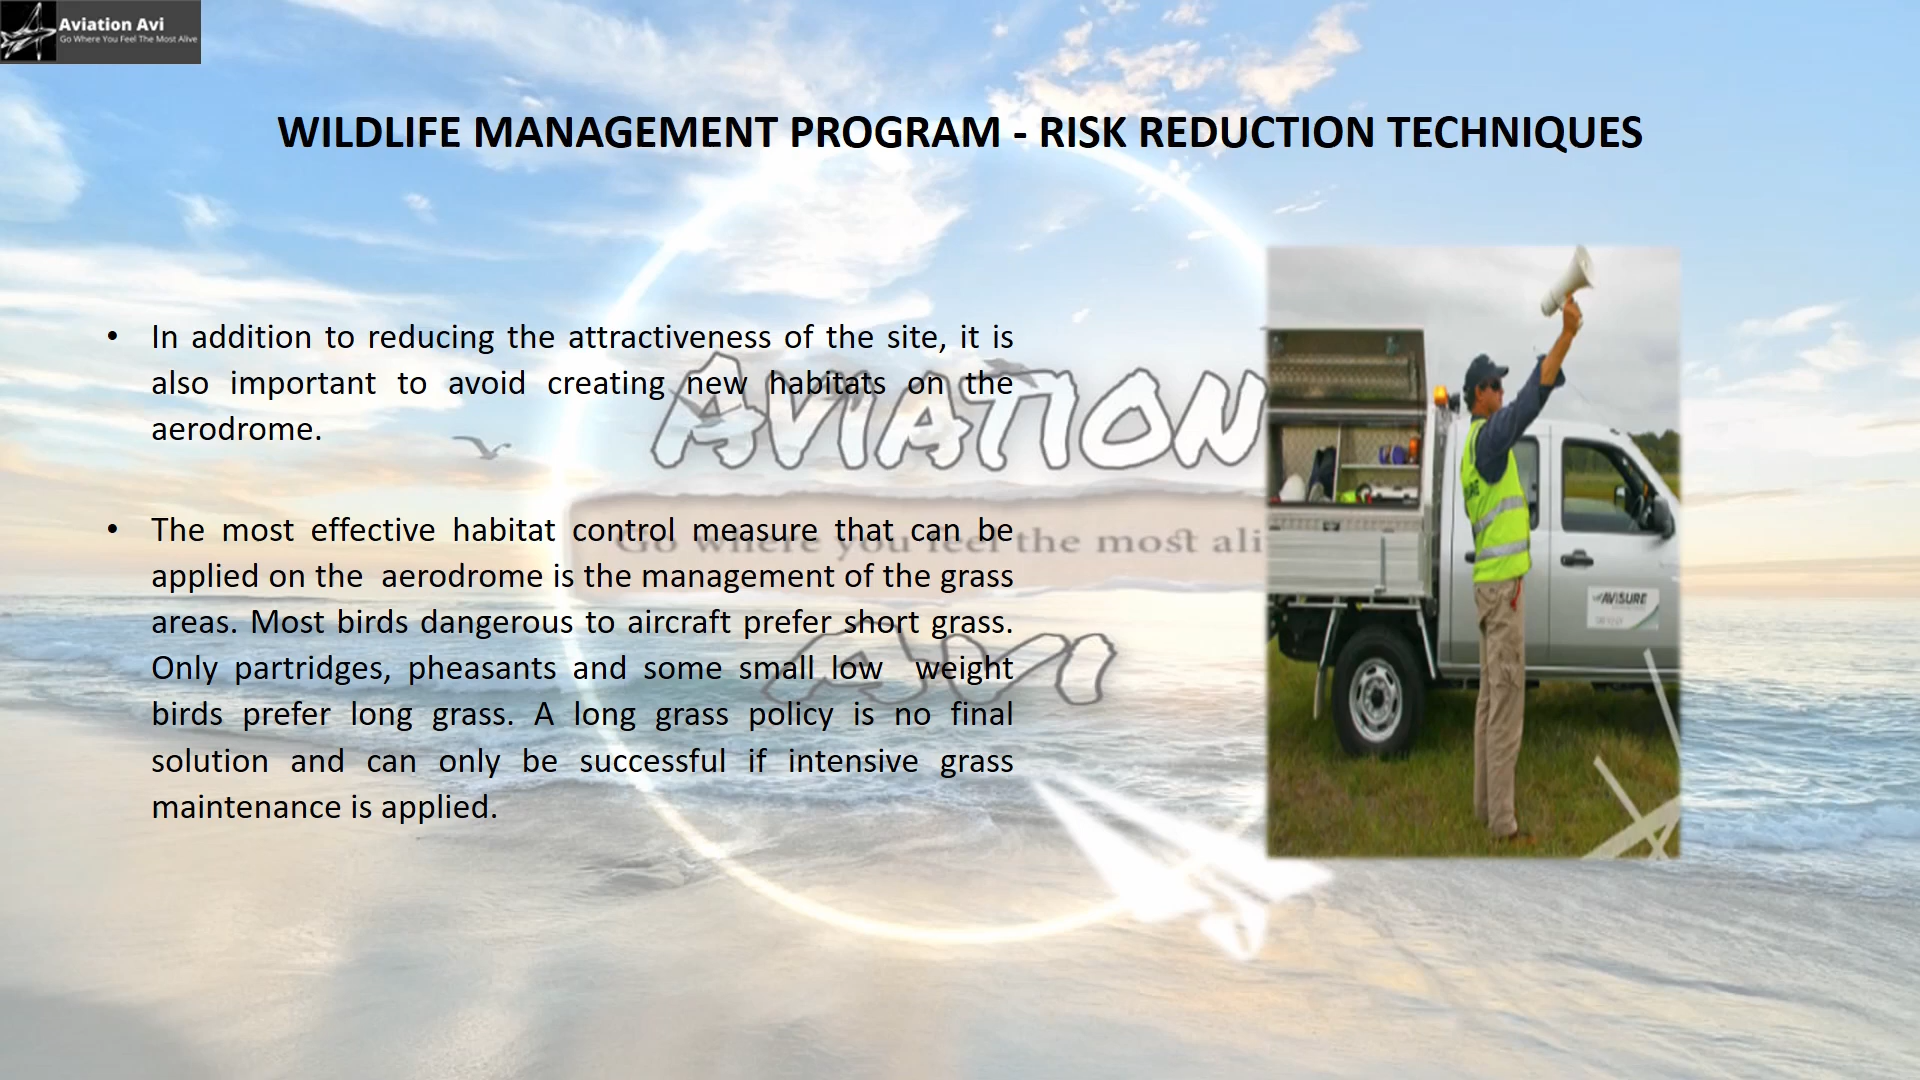 Aviation Avi
Go Where You Feel The Most Alive
WILDLIFE MANAGEMENT PROGRAM - RISK REDUCTION TECHNIQUES
• In addition to reducing the attractiveness of the site, it is
also important to avoid creating new habitats on the
aerodrome.
• The most effective habitat control measure that can be
applied on the aerodrome is the management of the grass
areas. Most birds dangerous to aircraft prefer short grass.
Only partridges, pheasants and some small low weight
birds prefer long grass. A long grass policy is no final
solution and can only be successful if intensive grass
maintenance is applied.
AVIATION
Go where you feel the most ali
AVI
AVISURE